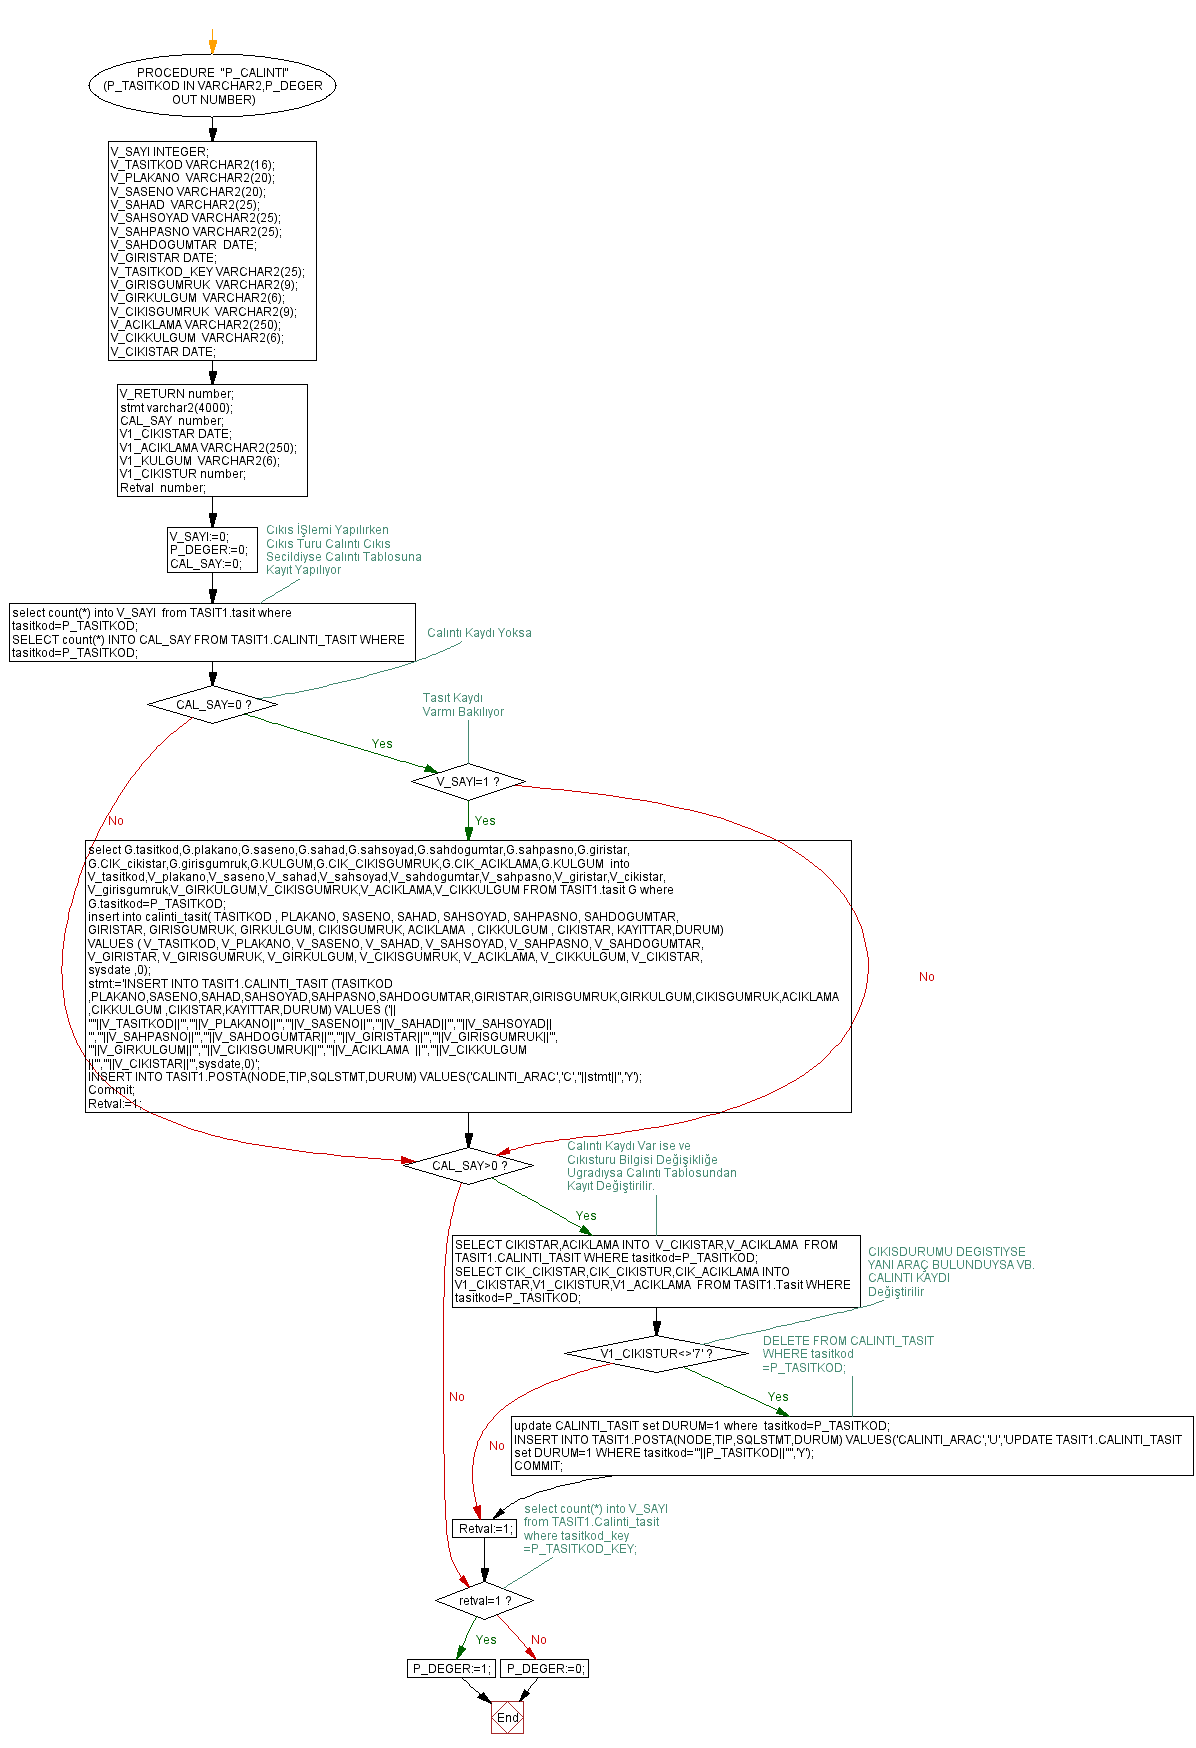 PROCEDURE "P_CALINTI"
(P_TASITKOD IN VARCHAR2,P_DEGER
OUT NUMBER)
V_SAYI INTEGER;
V_TASITKOD VARCHAR2(16);
V_PLAKANO  VARCHAR2(20);
V_SASENO VARCHAR2(20);
V_SAHAD  VARCHAR2(25);
V_SAHSOYAD VARCHAR2(25);
V_SAHPASNO VARCHAR2(25);
V_SAHDOGUMTAR  DATE;
V_GIRISTAR DATE;
V_TASITKOD_KEY VARCHAR2(25);
V_GIRISGUMRUK  VARCHAR2(9);
V_GIRKULGUM  VARCHAR2(6);
V_CIKISGUMRUK  VARCHAR2(9);
V_ACIKLAMA VARCHAR2(250);
V_CIKKULGUM  VARCHAR2(6);
V_CIKISTAR DATE;
V_RETURN number;
stmt varchar2(4000);
CAL_SAY  number;
V1_CIKISTAR DATE;
V1_ACIKLAMA VARCHAR2(250);
V1_KULGUM  VARCHAR2(6);
V1_CIKISTUR number;
Retval  number;
V_SAYI:=0;
P_DEGER:=0;
CAL_SAY:=0;
Cıkıs İŞlemi Yapılırken
Cıkıs Turu Calıntı Cıkıs
Secildiyse Calıntı Tablosuna
Kayıt Yapılıyor
select count(*) into V_SAYI  from TASIT1.tasit where
tasitkod=P_TASITKOD;
SELECT count(*) INTO CAL_SAY FROM TASIT1.CALINTI_TASIT WHERE
tasitkod=P_TASITKOD;
Calıntı Kaydı Yoksa
CAL_SAY=0 ?
Tasıt Kaydı
Varmı Bakılıyor
Yes
V_SAYI=1 ?
No
Yes
select G.tasitkod,G.plakano,G.saseno,G.sahad,G.sahsoyad,G.sahdogumtar,G.sahpasno,G.giristar,
G.CIK_cikistar,G.girisgumruk,G.KULGUM,G.CIK_CIKISGUMRUK,G.CIK_ACIKLAMA,G.KULGUM  into
V_tasitkod,V_plakano,V_saseno,V_sahad,V_sahsoyad,V_sahdogumtar,V_sahpasno,V_giristar,V_cikistar,
V_girisgumruk,V_GIRKULGUM,V_CIKISGUMRUK,V_ACIKLAMA,V_CIKKULGUM FROM TASIT1.tasit G where
G.tasitkod=P_TASITKOD;
insert into calinti_tasit( TASITKOD , PLAKANO, SASENO, SAHAD, SAHSOYAD, SAHPASNO, SAHDOGUMTAR,
GIRISTAR, GIRISGUMRUK, GIRKULGUM, CIKISGUMRUK, ACIKLAMA  , CIKKULGUM , CIKISTAR, KAYITTAR,DURUM)
VALUES ( V_TASITKOD, V_PLAKANO, V_SASENO, V_SAHAD, V_SAHSOYAD, V_SAHPASNO, V_SAHDOGUMTAR,
V_GIRISTAR, V_GIRISGUMRUK, V_GIRKULGUM, V_CIKISGUMRUK, V_ACIKLAMA, V_CIKKULGUM, V_CIKISTAR,
sysdate ,0);
stmt:='INSERT INTO TASIT1.CALINTI_TASIT (TASITKOD
,PLAKANO,SASENO,SAHAD,SAHSOYAD,SAHPASNO,SAHDOGUMTAR,GIRISTAR,GIRISGUMRUK,GIRKULGUM,CIKISGUMRUK,ACIKLAMA
,CIKKULGUM ,CIKISTAR,KAYITTAR,DURUM) VALUES ('||
''''||V_TASITKOD||''','''||V_PLAKANO||''','''||V_SASENO||''','''||V_SAHAD||''','''||V_SAHSOYAD||
''','''||V_SAHPASNO||''','''||V_SAHDOGUMTAR||''','''||V_GIRISTAR||''','''||V_GIRISGUMRUK||''',
'''||V_GIRKULGUM||''','''||V_CIKISGUMRUK||''','''||V_ACIKLAMA  ||''','''||V_CIKKULGUM
||''','''||V_CIKISTAR||''',sysdate,0)';
INSERT INTO TASIT1.POSTA(NODE,TIP,SQLSTMT,DURUM) VALUES('CALINTI_ARAC','C',''||stmt||'','Y');
Commit;
Retval:=1;
No
CAL_SAY>0 ?
Calıntı Kaydı Var ise ve
Cıkısturu Bilgisi Değişikliğe
Ugradıysa Calıntı Tablosundan
Kayıt Değiştirilir.
Yes
SELECT CIKISTAR,ACIKLAMA INTO  V_CIKISTAR,V_ACIKLAMA  FROM
TASIT1.CALINTI_TASIT WHERE tasitkod=P_TASITKOD;
SELECT CIK_CIKISTAR,CIK_CIKISTUR,CIK_ACIKLAMA INTO
V1_CIKISTAR,V1_CIKISTUR,V1_ACIKLAMA  FROM TASIT1.Tasit WHERE
tasitkod=P_TASITKOD;
CIKISDURUMU DEGISTIYSE
YANI ARAÇ BULUNDUYSA VB.
CALINTI KAYDI
Değiştirilir
V1_CIKISTUR<>'7' ?
DELETE FROM CALINTI_TASIT
WHERE tasitkod
=P_TASITKOD;
No
Yes
update CALINTI_TASIT set DURUM=1 where  tasitkod=P_TASITKOD;
INSERT INTO TASIT1.POSTA(NODE,TIP,SQLSTMT,DURUM) VALUES('CALINTI_ARAC','U','UPDATE TASIT1.CALINTI_TASIT
set DURUM=1 WHERE tasitkod='''||P_TASITKOD||'''','Y');
COMMIT;
No
select count(*) into V_SAYI
from TASIT1.Calinti_tasit
where tasitkod_key
=P_TASITKOD_KEY;
Retval:=1;
retval=1 ?
Yes
No
P_DEGER:=1;
P_DEGER:=0;
End